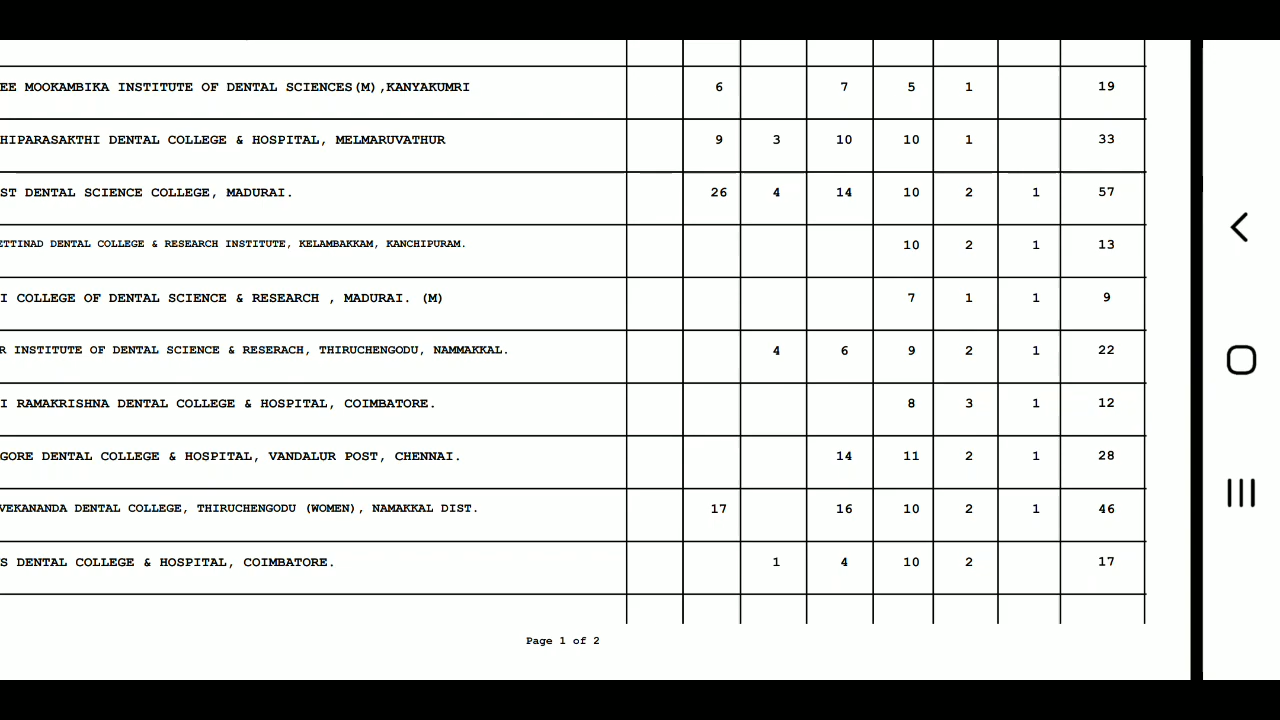 EE MOOKAMBIKA INSTITUTE OF DENTAL SCIENCES(M),KANYAKUMRI 6 7 5 1 19
HIPARASAKTHI DENTAL COLLEGE & HOSPITAL, MELMARUVATHUR 9 3 10 10 1 33
ST DENTAL SCIENCE COLLEGE, MADURAI. 26 4 14 10 2 1 57
ETTINAD DENTAL COLLEGE & RESEARCH INSTITUTE, KELAMBAKKAM, KANCHIPURAM. 10 2 1 13
I COLLEGE OF DENTAL SCIENCE & RESEARCH , MADURAI. (M) 7 1 1 9
R INSTITUTE OF DENTAL SCIENCE & RESERACH, THIRUCHENGODU, NAMMAKKAL. 4 6 9 2 1 22
I RAMAKRISHNA DENTAL COLLEGE & HOSPITAL, COIMBATORE. 8 3 1 12
GORE DENTAL COLLEGE & HOSPITAL, VANDALUR POST, CHENNAI. 14 11 2 1 28
VEKANANDA DENTAL COLLEGE, THIRUCHENGODU (WOMEN), NAMAKKAL DIST. 17 16 10 2 1 46
S DENTAL COLLEGE & HOSPITAL, COIMBATORE. 1 4 10 2 17
Page 1 of 2